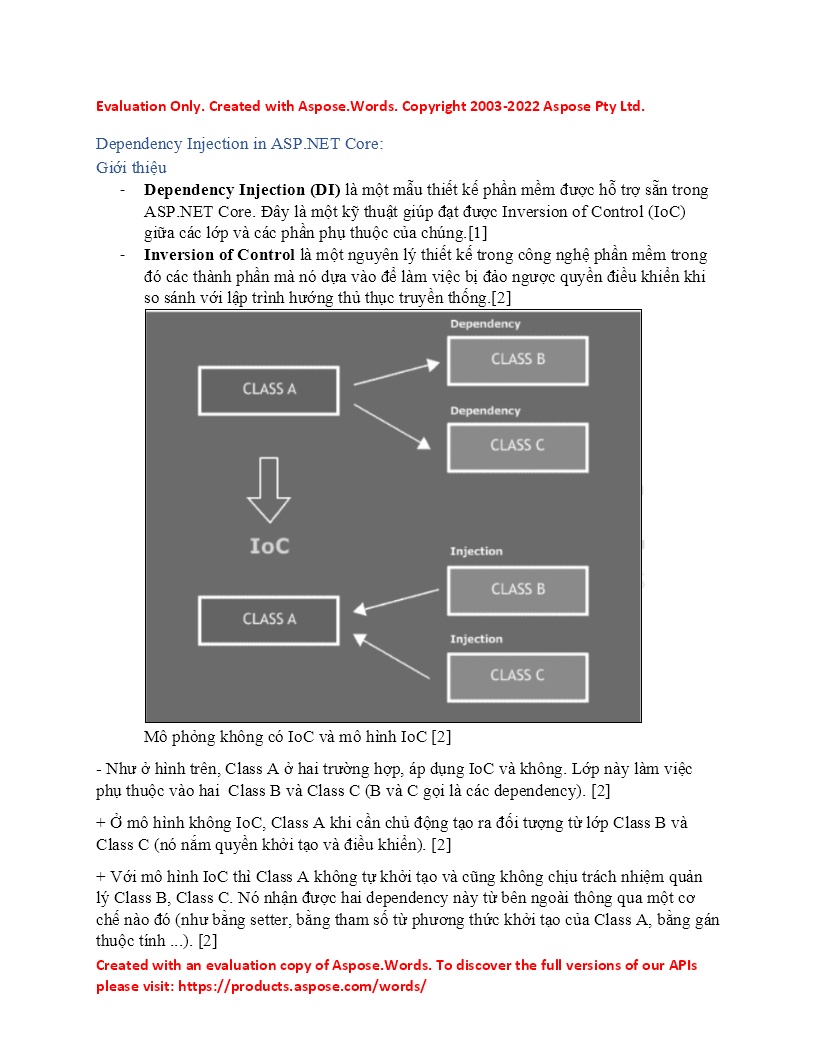 Evaluation Only. Created with Aspose.Words. Copyright 2003-2022 Aspose Pty Ltd.
Dependency Injection in ASP.NET Core:
Giới thiệu
- Dependency Injection (DI) là một mẫu thiết kế phần mềm được hỗ trợ sẵn trong
ASP.NET Core. Đây là một kỹ thuật giúp đạt được Inversion of Control (IoC)
giữa các lớp và các phần phụ thuộc của chúng.[1]
- Inversion of Control là một nguyên lý thiết kế trong công nghệ phần mềm trong
đó các thành phần mà nó dựa vào để làm việc bị đảo ngược quyền điều khiển khi
so sánh với lập trình hướng thủ thục truyền thống.[2]
Dependency
CLASS B
CLASS A
Dependency
CLASS C
IoC
Injection
CLASS B
CLASS A
Injection
CLASS C
Mô phỏng không có IoC và mô hình IoC [2]
- Như ở hình trên, Class A ở hai trường hợp, áp dụng IoC và không. Lớp này làm việc
phụ thuộc vào hai  Class B và Class C (B và C gọi là các dependency). [2]
+ Ở mô hình không IoC, Class A khi cần chủ động tạo ra đối tượng từ lớp Class B và
Class C (nó nắm quyền khởi tạo và điều khiển). [2]
+ Với mô hình IoC thì Class A không tự khởi tạo và cũng không chịu trách nhiệm quản
lý Class B, Class C. Nó nhận được hai dependency này từ bên ngoài thông qua một cơ
chế nào đó (như bằng setter, bằng tham số từ phương thức khởi tạo của Class A, bằng gán
thuộc tính ...). [2]
Created with an evaluation copy of Aspose.Words. To discover the full versions of our APIs
please visit: https://products.aspose.com/words/